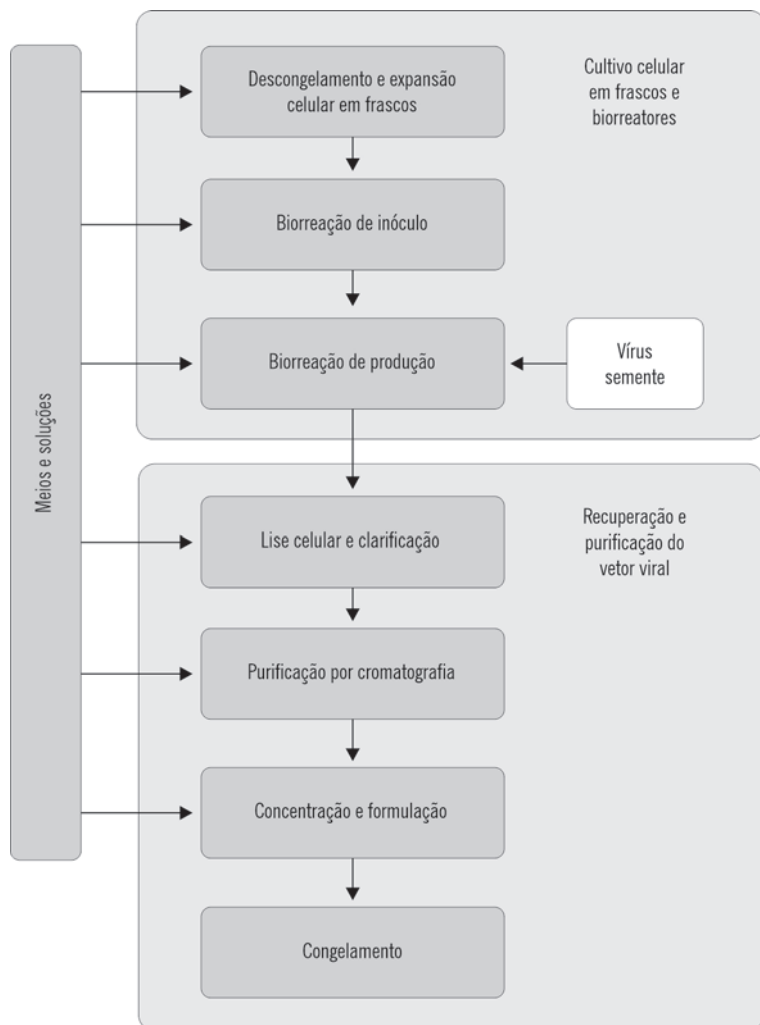 Meios e soluções
Descongelamento e expansão
celular em frascos
Cultivo celular
em frascos e
biorreatores
Biorreação de inóculo
Biorreação de produção
Vírus
semente
Lise celular e clarificação
Recuperação e
purificação do
vetor viral
Purificação por cromatografia
Concentração e formulação
Congelamento